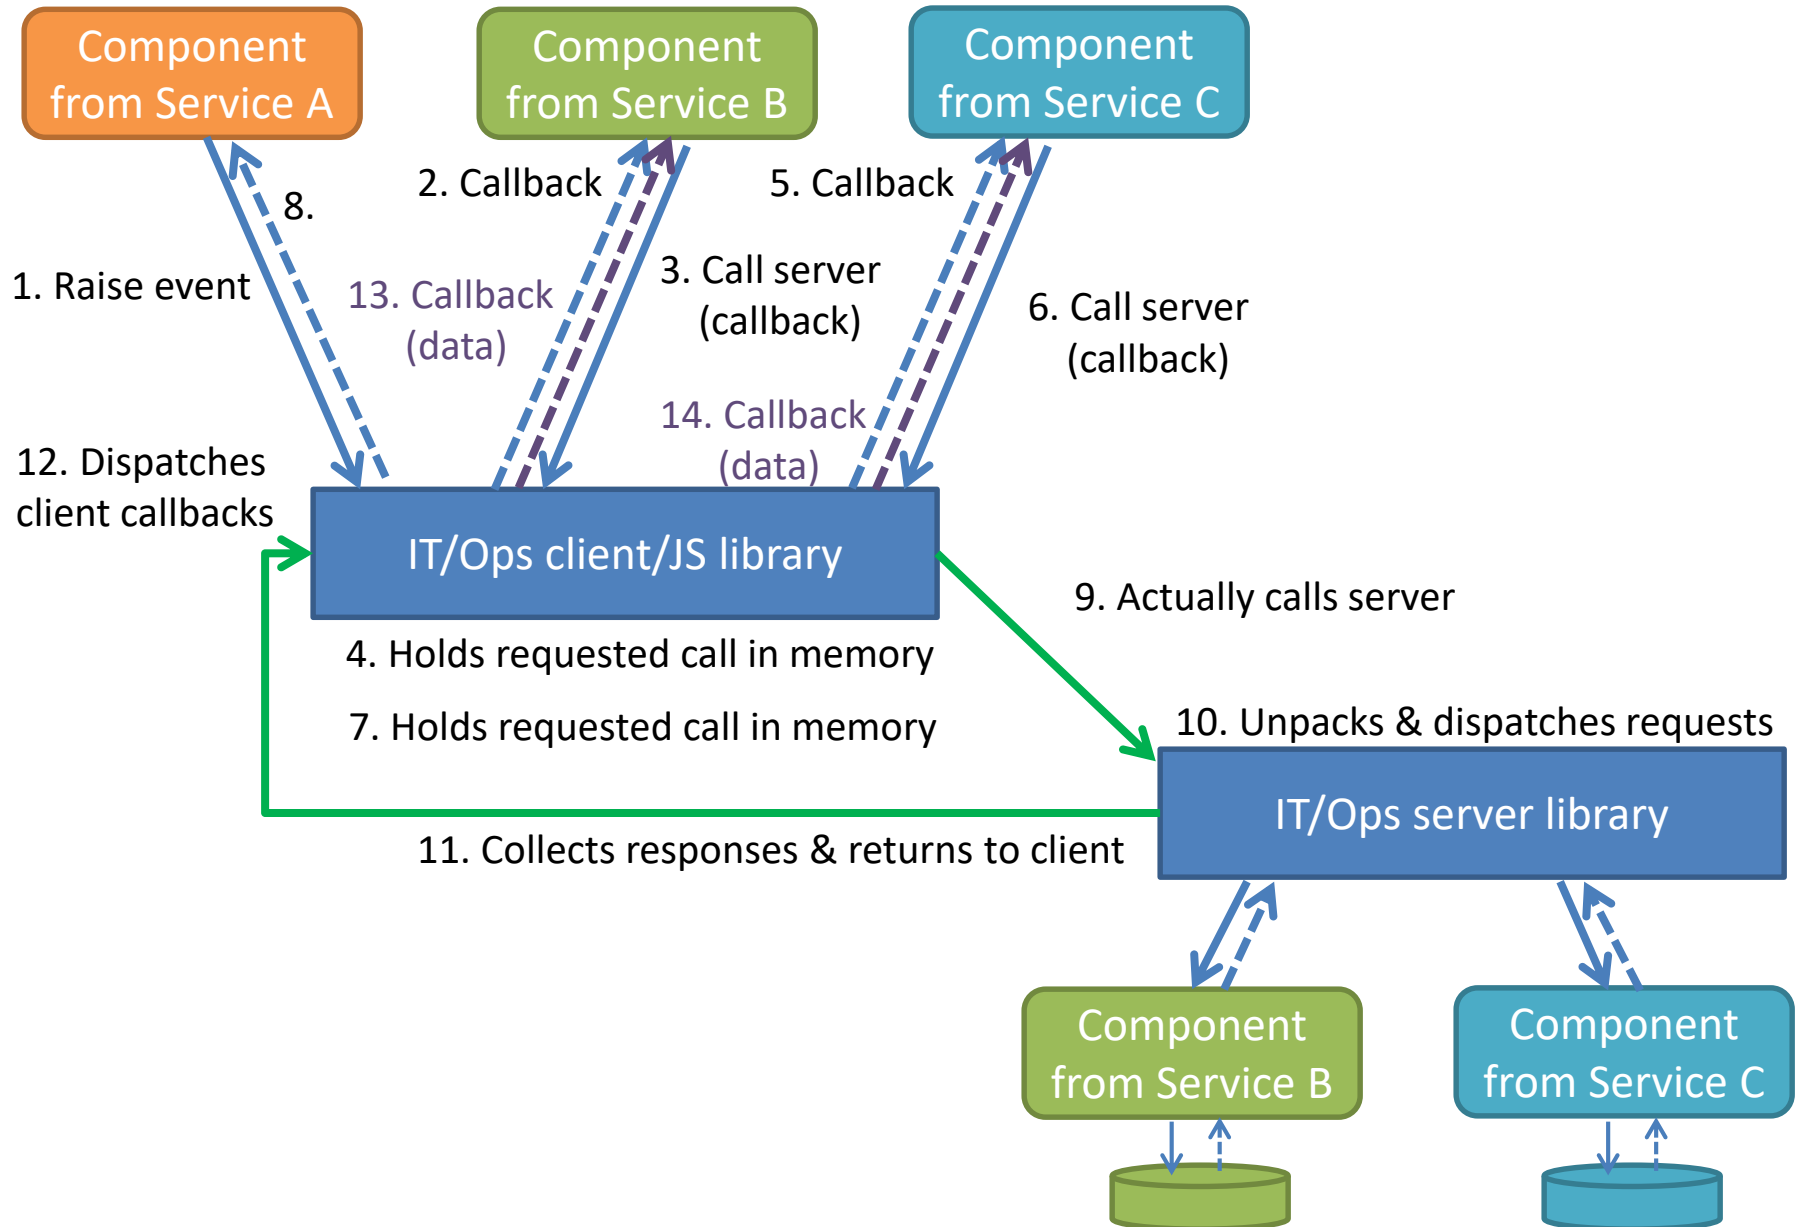 Component
from Service A
Component
from Service B
Component
from Service C
1. Raise event
8.
2. Callback
13. Callback
(data)
3. Call server
(callback)
5. Callback
14. Callback
(data)
6. Call server
(callback)
12. Dispatches
client callbacks
IT/Ops client/JS library
4. Holds requested call in memory
7. Holds requested call in memory
9. Actually calls server
10. Unpacks & dispatches requests
IT/Ops server library
11. Collects responses & returns to client
Component
from Service B
Component
from Service C